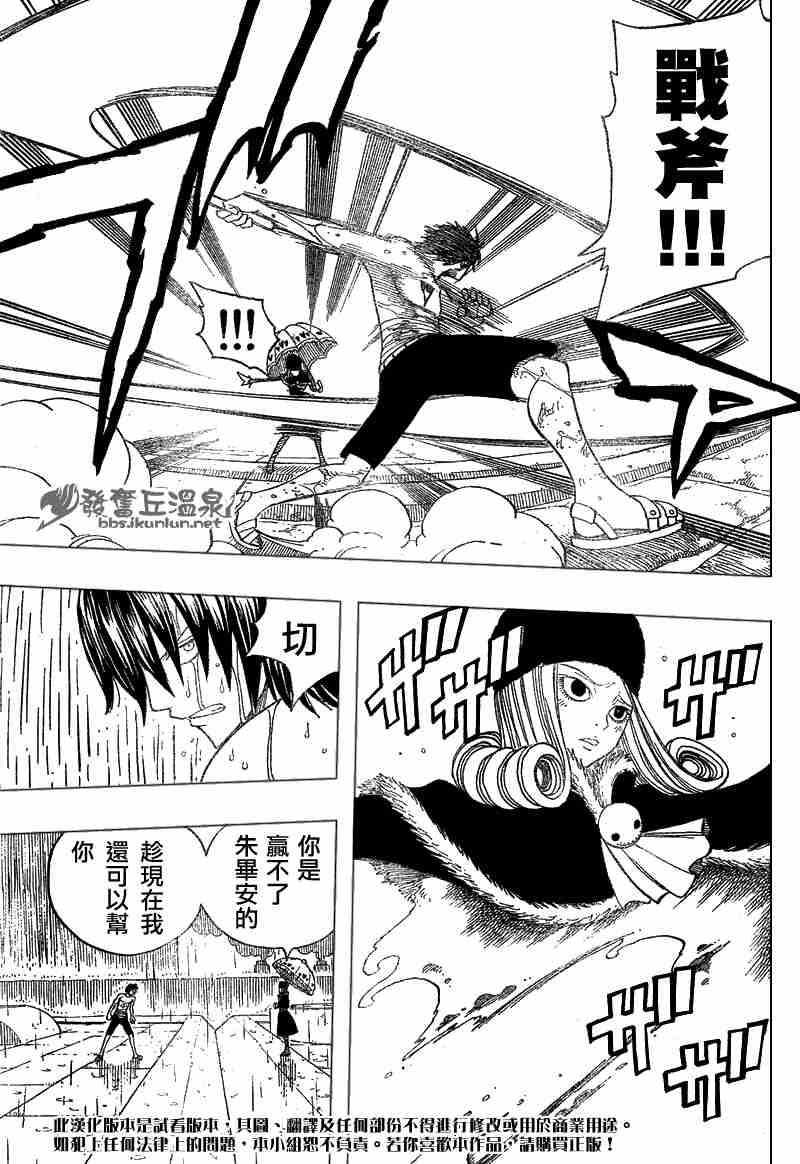 戰斧!!!
!!!
發奮丘溫泉
bbs.ikunlun.net
ザザザ
切
ザザザ
你是
贏不了
朱畢安的
趁現在我
還可以幫
你
此漢化版本是試看版本，其圖、翻譯及任何部份不得進行修改或用於商業用途。
如犯上任何法律上的問題，本小組恕不負責。若你喜歡本作品，請購買正版！